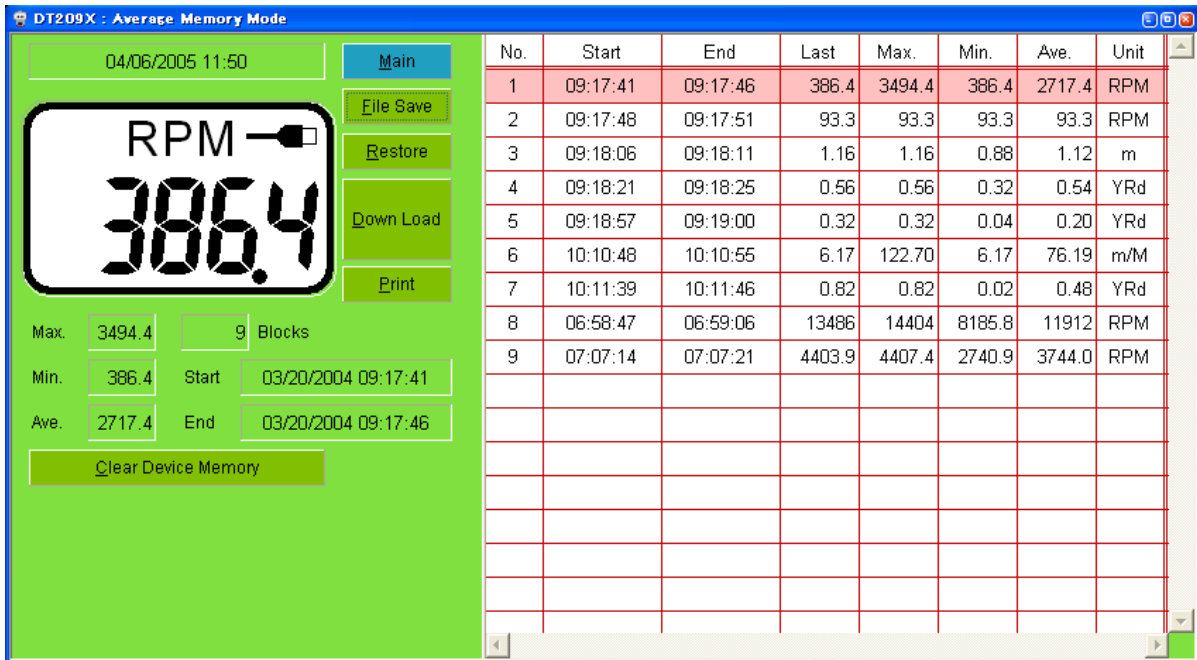 DT209X : Average Memory Mode
04/06/2005 11:50
Main
File Save
Restore
Down Load
Print
RPM
386.4
Max. 3494.4 9 Blocks
Min. 386.4 Start 03/20/2004 09:17:41
Ave. 2717.4 End 03/20/2004 09:17:46
Clear Device Memory
No. Start End Last Max. Min. Ave. Unit
1 09:17:41 09:17:46 386.4 3494.4 386.4 2717.4 RPM
2 09:17:48 09:17:51 93.3 93.3 93.3 93.3 RPM
3 09:18:06 09:18:11 1.16 1.16 0.88 1.12 m
4 09:18:21 09:18:25 0.56 0.56 0.32 0.54 YRd
5 09:18:57 09:19:00 0.32 0.32 0.04 0.20 YRd
6 10:10:48 10:10:55 6.17 122.70 6.17 76.19 m/M
7 10:11:39 10:11:46 0.82 0.82 0.02 0.48 YRd
8 06:58:47 06:59:06 13486 14404 8185.8 11912 RPM
9 07:07:14 07:07:21 4403.9 4407.4 2740.9 3744.0 RPM